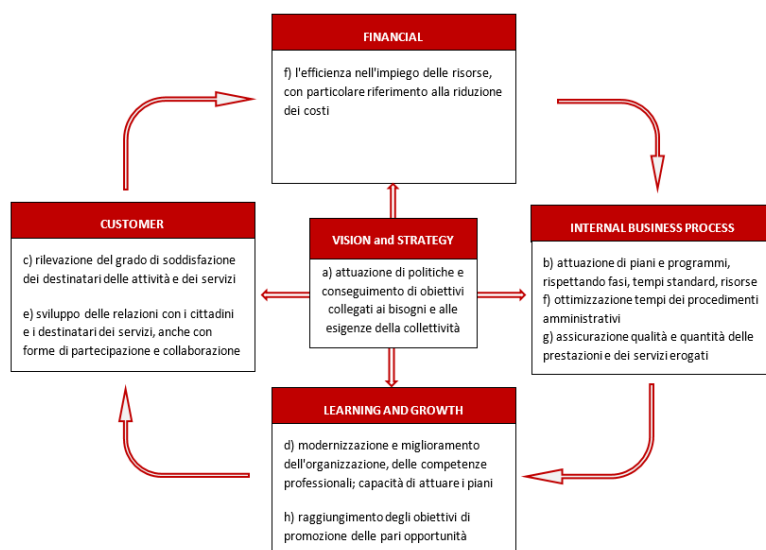 FINANCIAL
f) l'efficienza nell'impiego delle risorse,
con particolare riferimento alla riduzione
dei costi
CUSTOMER
c) rilevazione del grado di soddisfazione
dei destinatari delle attività e dei servizi
e) sviluppo delle relazioni con i cittadini
e i destinatari dei servizi, anche con
forme di partecipazione e collaborazione
VISION and STRATEGY
a) attuazione di politiche e
conseguimento di obiettivi
collegati ai bisogni e alle
esigenze della collettività
INTERNAL BUSINESS PROCESS
b) attuazione di piani e programmi,
rispettando fasi, tempi standard, risorse
f) ottimizzazione tempi dei procedimenti
amministrativi
g) assicurazione qualità e quantità delle
prestazioni e dei servizi erogati
LEARNING AND GROWTH
d) modernizzazione e miglioramento
dell'organizzazione, delle competenze
professionali; capacità di attuare i piani
h) raggiungimento degli obiettivi di
promozione delle pari opportunità